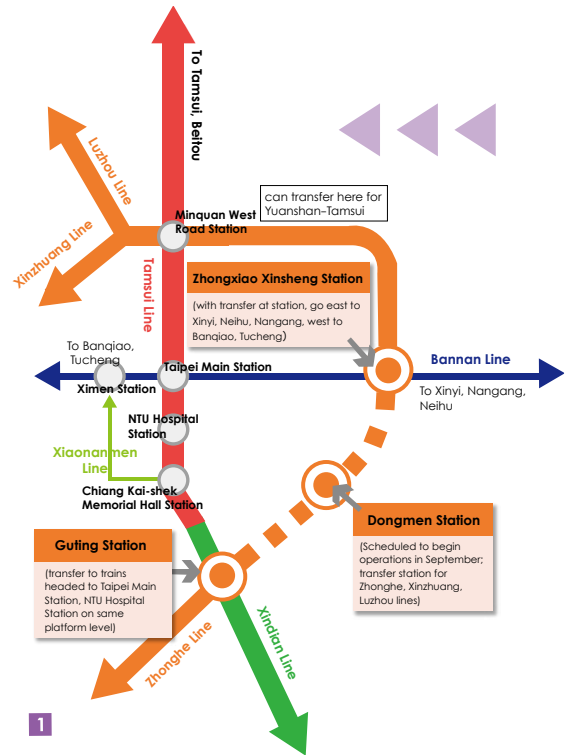 To Tamsui, Beitou
Luzhou Line
can transfer here for
Yuanshan–Tamsui
Minquan West
Road Station
Xinzhuang Line
Tamsui Line
Zhongxiao Xinsheng Station
(with transfer at station, go east to
Xinyi, Neihu, Nangang, west to
Banqiao, Tucheng)
To Banqiao,
Tucheng
Taipei Main Station
Bannan Line
Ximen Station
To Xinyi, Nangang,
Neihu
NTU Hospital
Station
Xiaonanmen
Line
Chiang Kai-shek
Memorial Hall Station
Dongmen Station
(Scheduled to begin
operations in September;
transfer station for
Zhonghe, Xinzhuang,
Luzhou lines)
Guting Station
(transfer to trains
headed to Taipei Main
Station, NTU Hospital
Station on same
platform level)
Zhonghe Line
Xindian Line
1